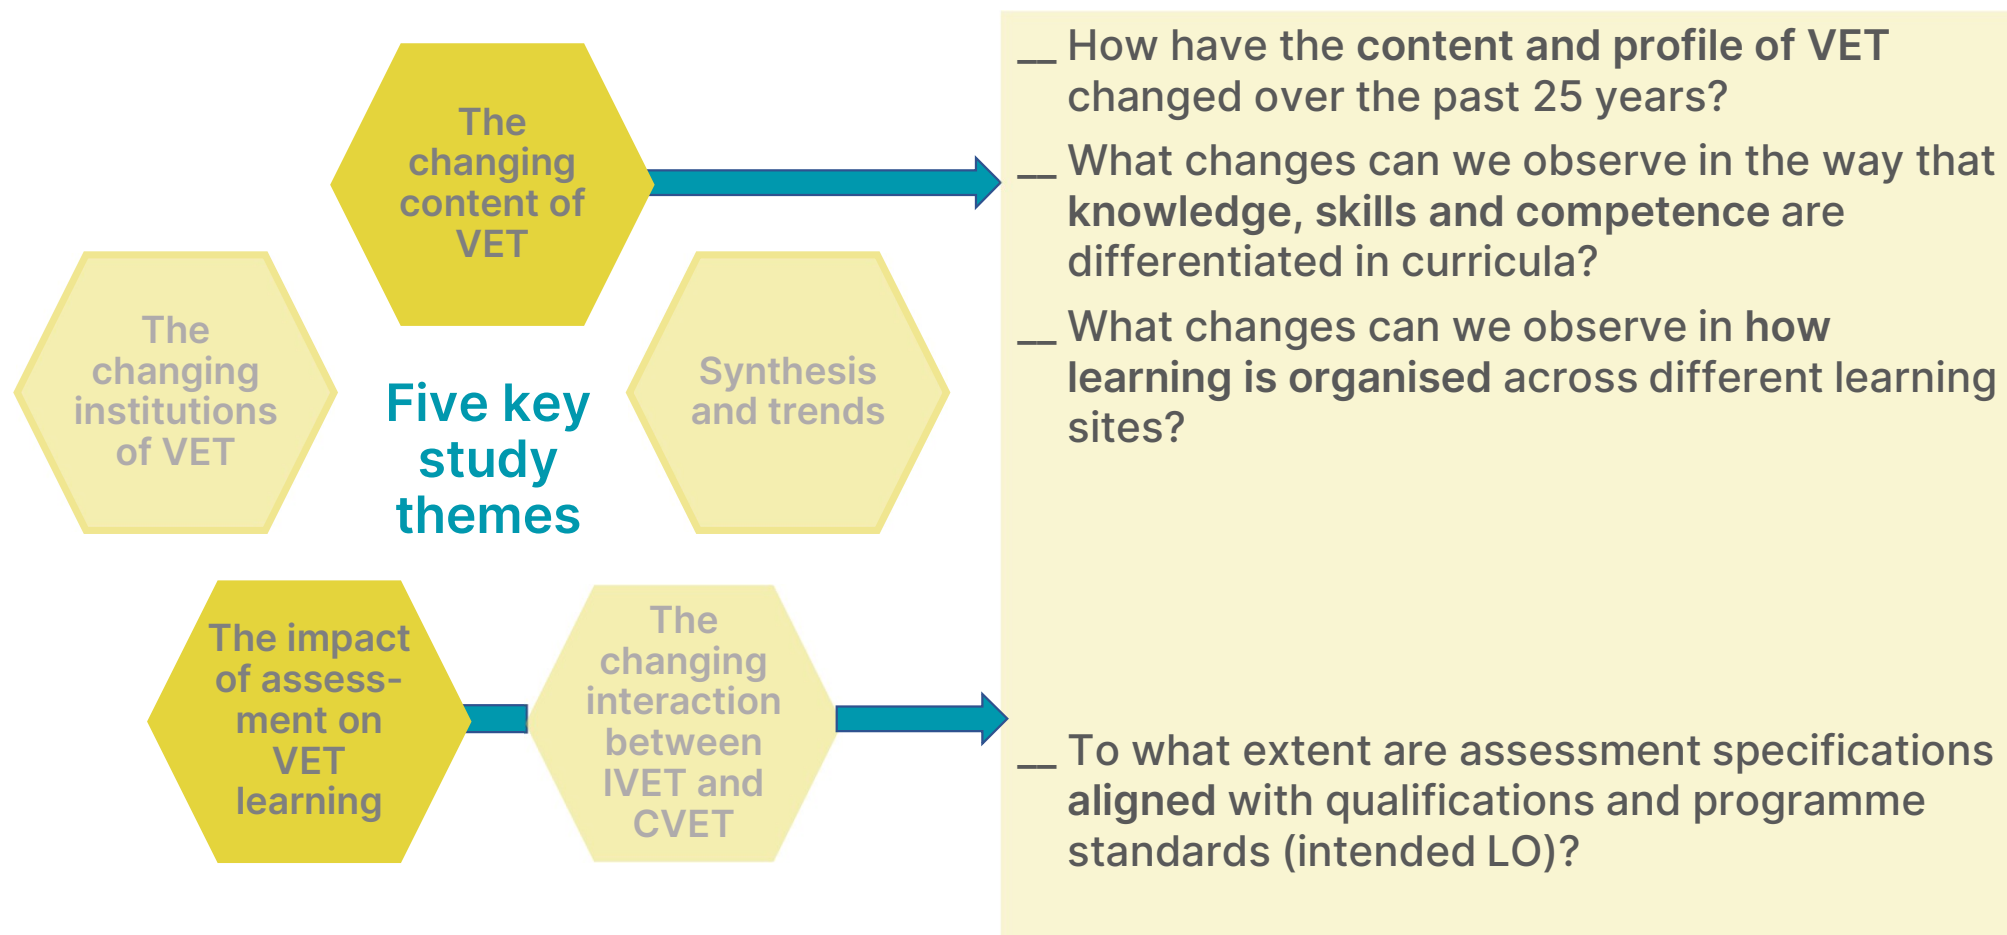 The
changing
content of
VET
The
changing
institutions
of VET
Five key
study
themes
Synthesis
and trends
The impact
of assess-
ment on
VET
learning
The
changing
interaction
between
IVET and
CVET
__ How have the content and profile of VET
changed over the past 25 years?
__ What changes can we observe in the way that
knowledge, skills and competence are
differentiated in curricula?
__ What changes can we observe in how
learning is organised across different learning
sites?
__ To what extent are assessment specifications
aligned with qualifications and programme
standards (intended LO)?